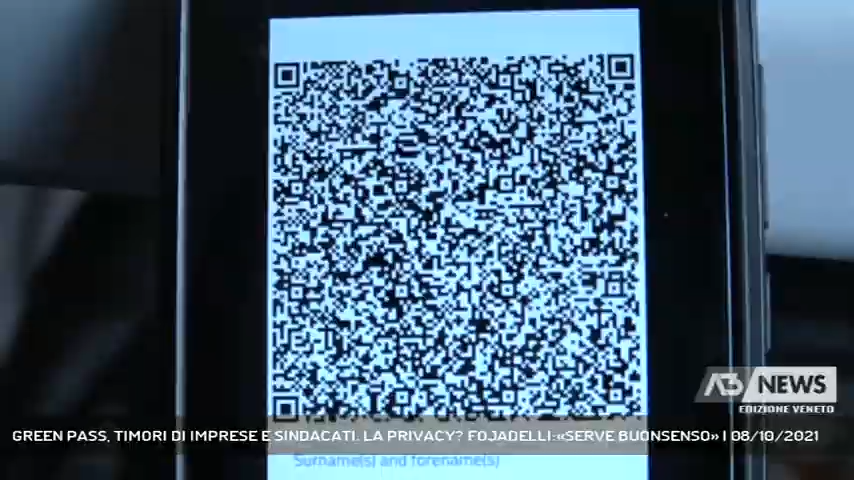 A3 NEWS
EDIZIONE VENETO
GREEN PASS, TIMORI DI IMPRESE E SINDACATI. LA PRIVACY? FOJADELLI:«SERVE BUONSENSO» | 08/10/2021
Surname(s) and forename(s)